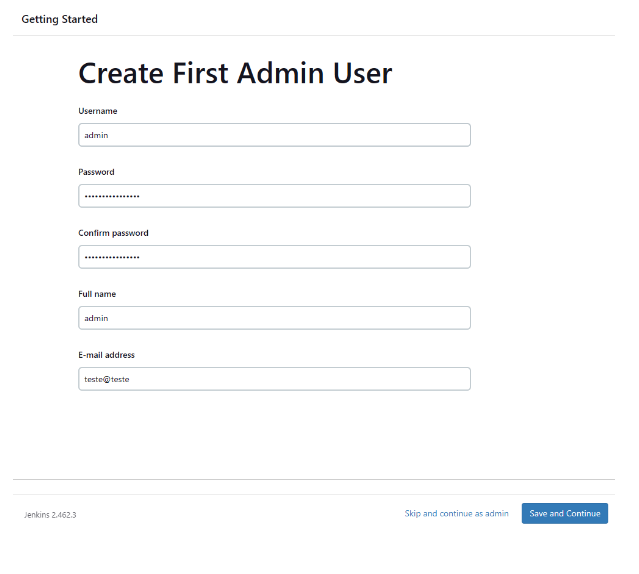 Getting Started
Create First Admin User
Username
admin
Password
••••••••••••••••
Confirm password
••••••••••••••••
Full name
admin
E-mail address
teste@teste
Jenkins 2.462.3
Skip and continue as admin
Save and Continue